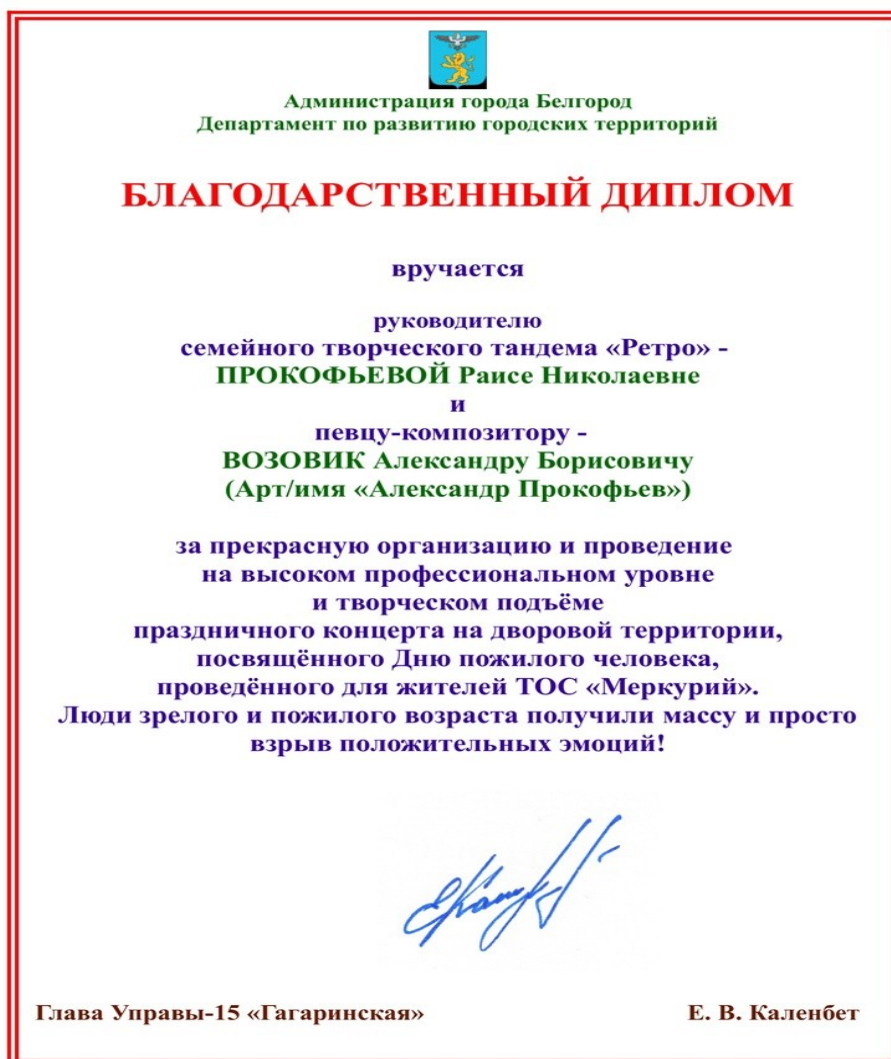 Администрация города Белгород
Департамент по развитию городских территорий
БЛАГОДАРСТВЕННЫЙ ДИПЛОМ
вручается
руководителю
семейного творческого тандема «Ретро» -
ПРОКОФЬЕВОЙ Раисе Николаевне
и
певцу-композитору -
ВОЗОВИК Александру Борисовичу
(Арт/имя «Александр Прокофьев»)
за прекрасную организацию и проведение
на высоком профессиональном уровне
и творческом подъёме
праздничного концерта на дворовой территории,
посвящённого Дню пожилого человека,
проведённого для жителей ТОС «Меркурий».
Люди зрелого и пожилого возраста получили массу и просто
взрыв положительных эмоций!
Глава Управы-15 «Гагаринская» Е. В. Каленбет